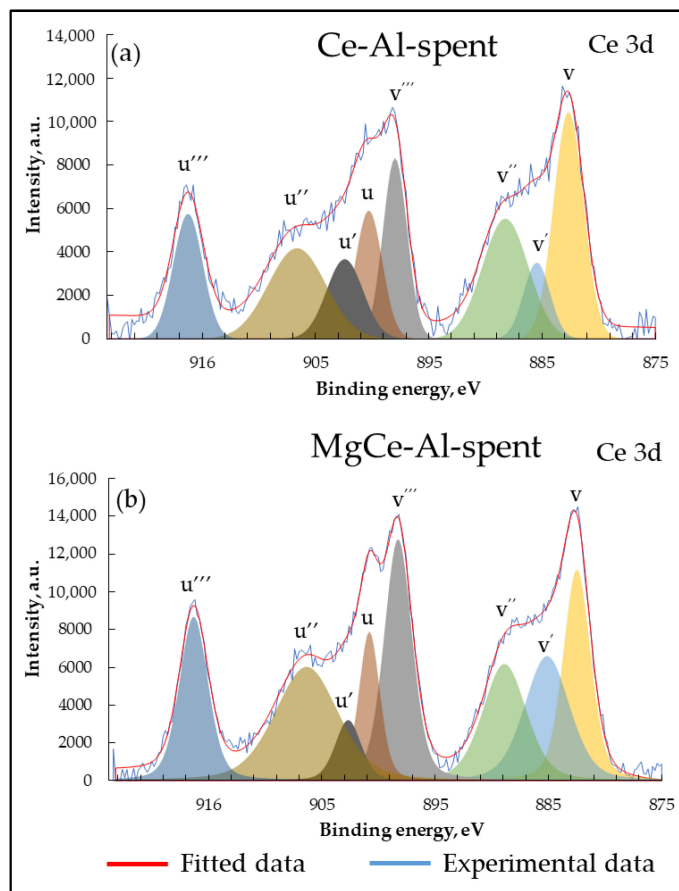 (a)
Ce-Al-spent
Ce 3d
14,000
12,000
10,000
8000
6000
4000
2000
0
Intensity, a.u.
u'''
u''
u'
u
v'''
v''
v'
v
916
905
895
885
875
Binding energy, eV
(b)
MgCe-Al-spent
Ce 3d
16,000
14,000
12,000
10,000
8000
6000
4000
2000
0
Intensity, a.u.
u'''
u''
u'
u
v'''
v''
v'
v
916
905
895
885
875
Binding energy, eV
Fitted data
Experimental data